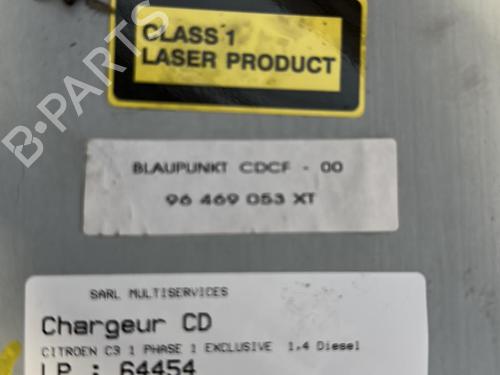 CLASS 1
LASER PRODUCT
B-PARTS
BLAUPUNKT CDCF - 00
96 469 053 XT
SARL MULTISERVICES
Chargeur CD
CITROEN C3 1 PHASE 1 EXCLUSIVE 1.4 Diesel
LP : 64454